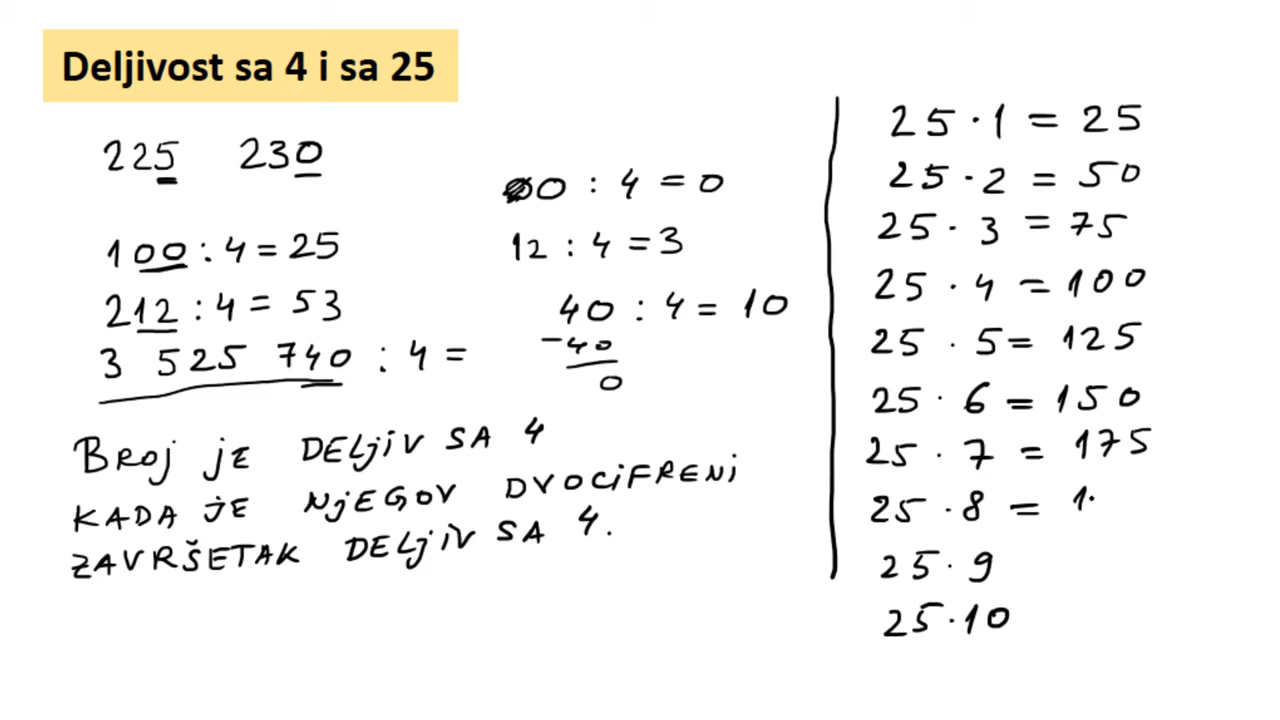 Deljivost sa 4 i sa 25
225 230
100 : 4 = 25
212 : 4 = 53
3 525 740 : 4 =
00 : 4 = 0
12 : 4 = 3
40 : 4 = 10
-40
0
BROJ JE DELJIV SA 4
KADA JE NJEGOV DVOCIFRENI
ZAVRŠETAK DELJIV SA 4.
25 · 1 = 25
25 · 2 = 50
25 · 3 = 75
25 · 4 = 100
25 · 5 = 125
25 · 6 = 150
25 · 7 = 175
25 · 8 = 1
25 · 9
25 · 10